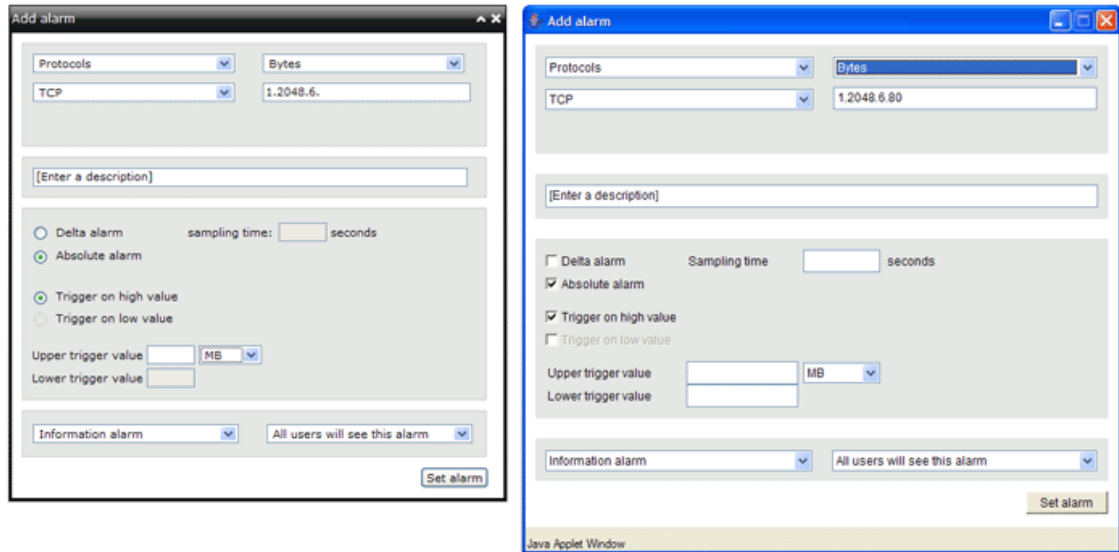 Add alarm
Protocols Bytes
TCP 1.2048.6.
[Enter a description]
Delta alarm sampling time: seconds
Absolute alarm
Trigger on high value
Trigger on low value
Upper trigger value MB
Lower trigger value
Information alarm All users will see this alarm
Set alarm
Add alarm
Protocols Bytes
TCP 1.2048.6.80
[Enter a description]
Delta alarm Sampling time seconds
Absolute alarm
Trigger on high value
Trigger on low value
Upper trigger value MB
Lower trigger value
Information alarm All users will see this alarm
Set alarm
Java Applet Window